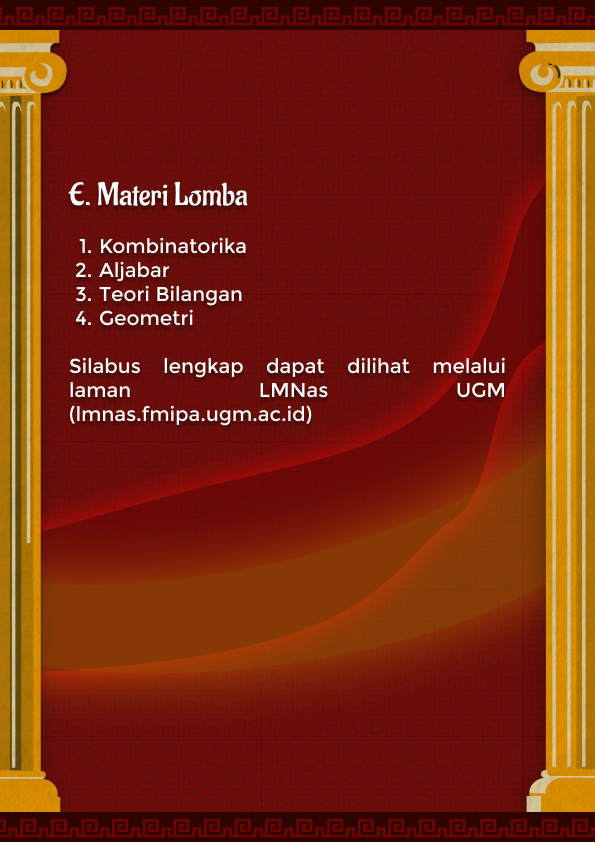 E. Materi Lomba
1. Kombinatorika
2. Aljabar
3. Teori Bilangan
4. Geometri
Silabus lengkap dapat dilihat melalui
laman LMNas UGM
(lmnas.fmipa.ugm.ac.id)